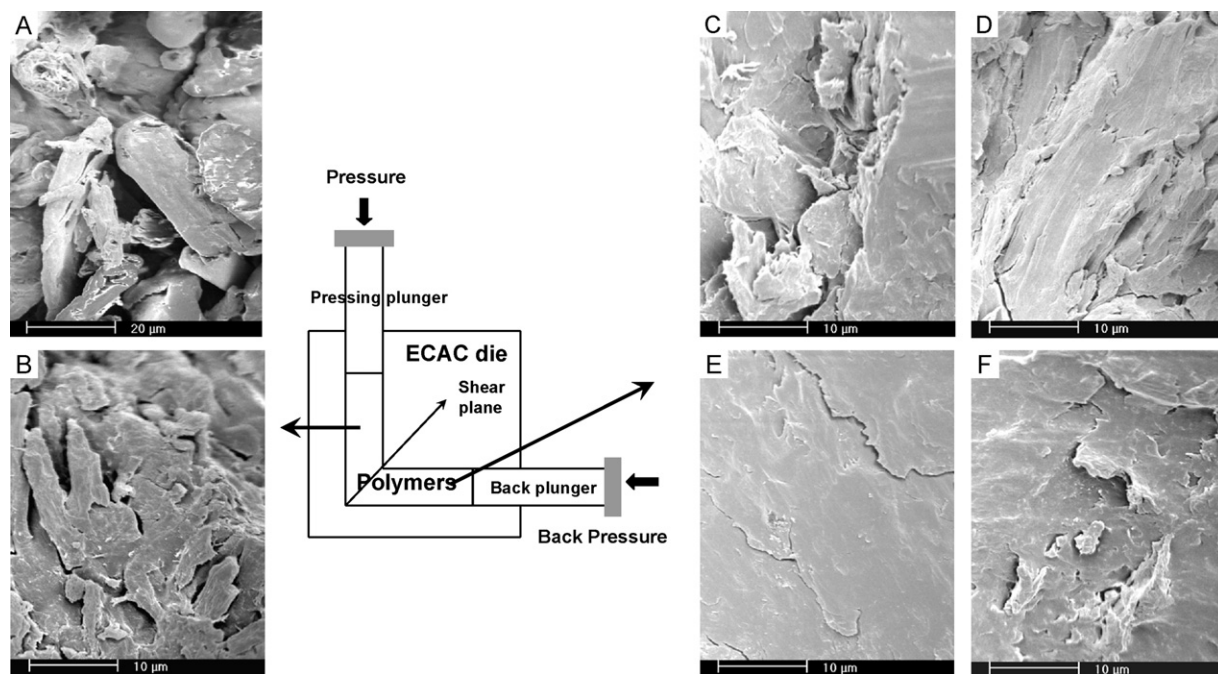 A
20 µm
B
10 µm
Pressure
Pressing plunger
ECAC die
Shear
plane
Polymers
Back plunger
Back Pressure
C
10 µm
D
10 µm
E
10 µm
F
10 µm